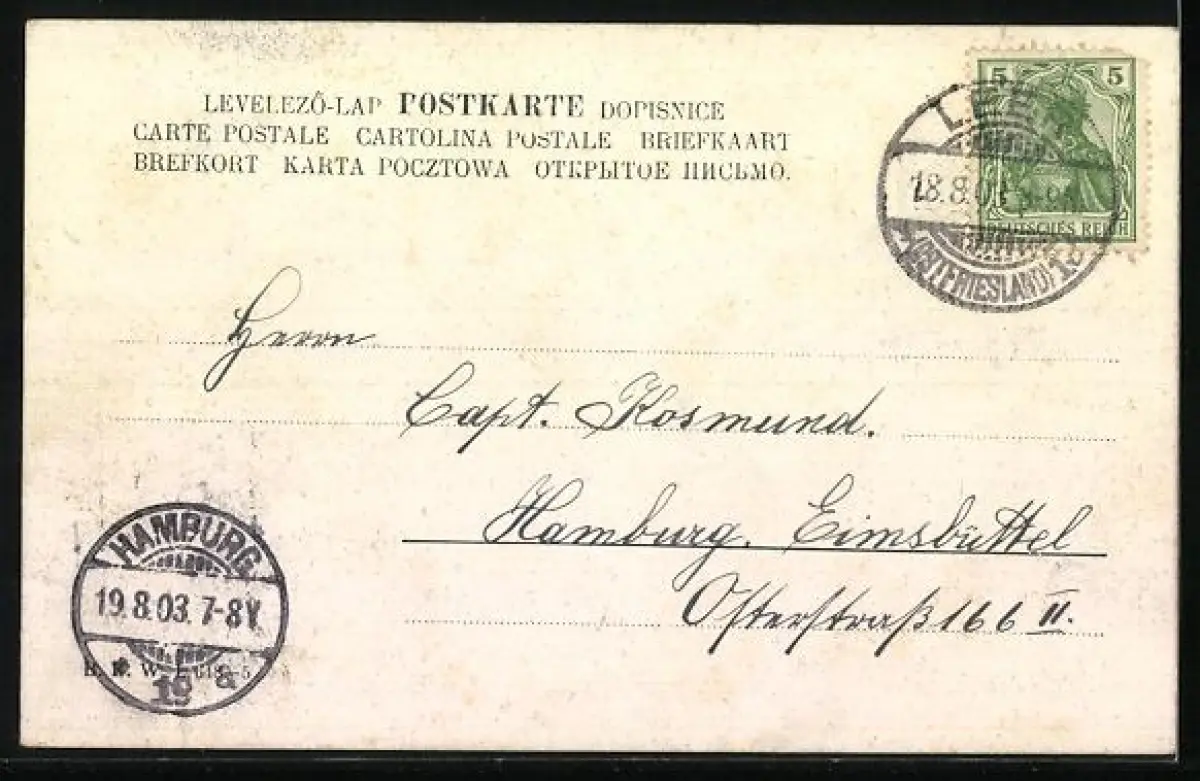 LEVELEZŐ-LAP POSTKARTE DOPISNICE
CARTE POSTALE CARTOLINA POSTALE BRIEFKAART
BREFKORT KARTA POCZTOWA ОТКРЫТОЕ ПИСЬМО.
5 5
DEUTSCHES REICH
18.8.03
(OSTFRIESLAND)
Herrn
Capt. Kosmund.
Hamburg. Eimsbüttel
Osterstraße 166 II.
HAMBURG
19.8.03. 7-8V.
19 a